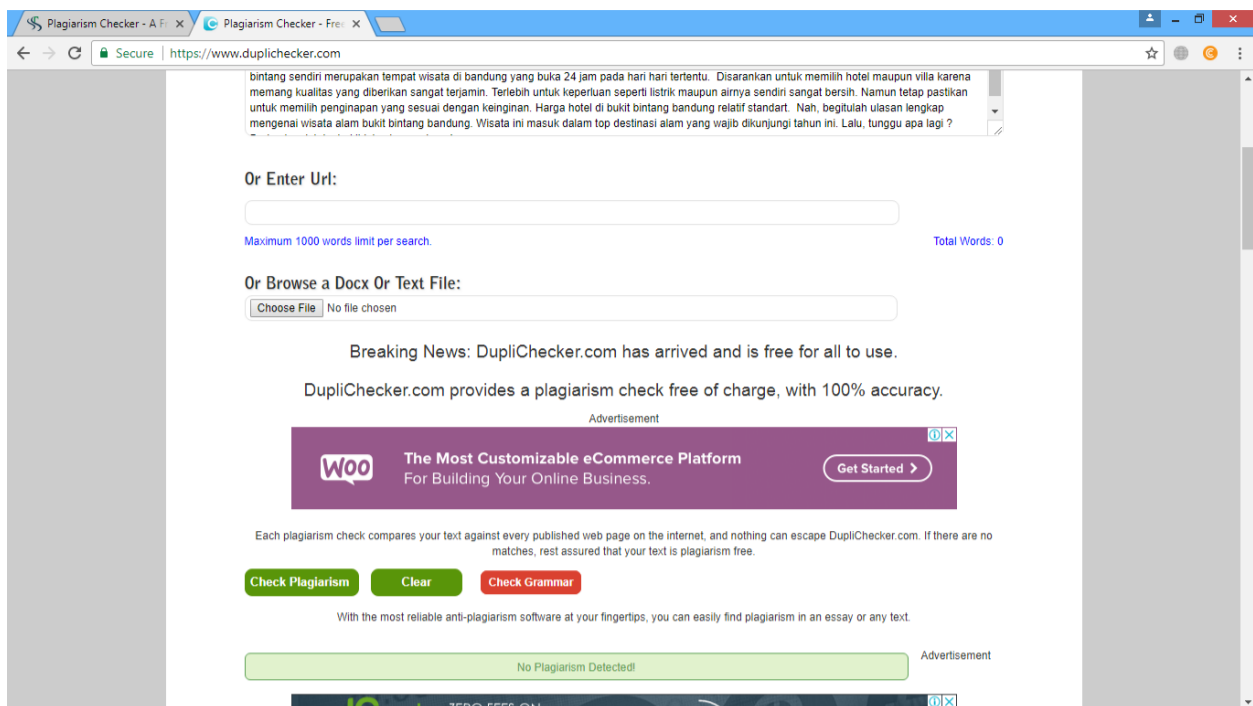 Plagiarism Checker - A Fr
Plagiarism Checker - Free
Secure https://www.duplichecker.com
bintang sendiri merupakan tempat wisata di bandung yang buka 24 jam pada hari hari tertentu. Disarankan untuk memilih hotel maupun villa karena
memang kualitas yang diberikan sangat terjamin. Terlebih untuk keperluan seperti listrik maupun airnya sendiri sangat bersih. Namun tetap pastikan
untuk memilih penginapan yang sesuai dengan keinginan. Harga hotel di bukit bintang bandung relatif standart. Nah, begitulah ulasan lengkap
mengenai wisata alam bukit bintang bandung. Wisata ini masuk dalam top destinasi alam yang wajib dikunjungi tahun ini. Lalu, tunggu apa lagi ?
Or Enter Url:
Maximum 1000 words limit per search.
Total Words: 0
Or Browse a Docx Or Text File:
Choose File No file chosen
Breaking News: DupliChecker.com has arrived and is free for all to use.
DupliChecker.com provides a plagiarism check free of charge, with 100% accuracy.
Advertisement
WOO
The Most Customizable eCommerce Platform
For Building Your Online Business.
Get Started
Each plagiarism check compares your text against every published web page on the internet, and nothing can escape DupliChecker.com. If there are no
matches, rest assured that your text is plagiarism free.
Check Plagiarism
Clear
Check Grammar
With the most reliable anti-plagiarism software at your fingertips, you can easily find plagiarism in an essay or any text.
No Plagiarism Detected!
Advertisement
ZERO FEES ON